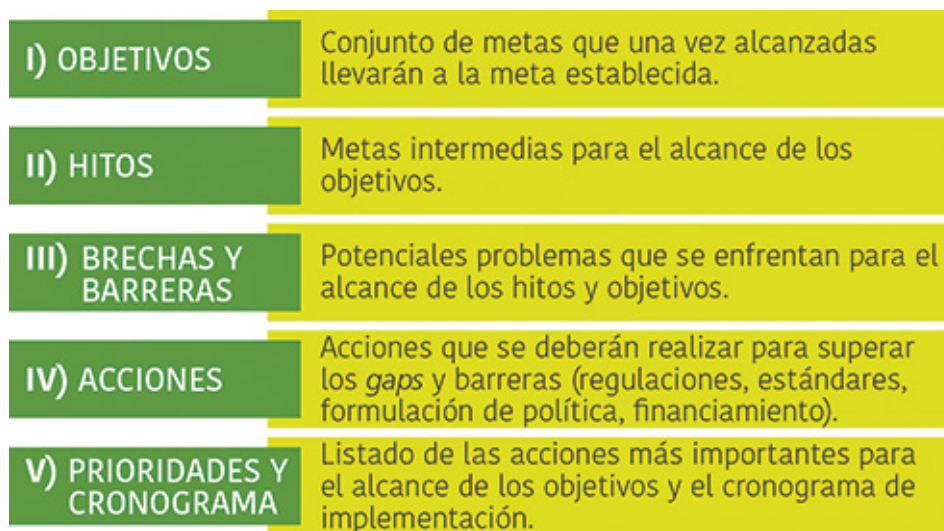 I) OBJETIVOS
Conjunto de metas que una vez alcanzadas
llevarán a la meta establecida.
II) HITOS
Metas intermedias para el alcance de los
objetivos.
III) BRECHAS Y
BARRERAS
Potenciales problemas que se enfrentan para el
alcance de los hitos y objetivos.
IV) ACCIONES
Acciones que se deberán realizar para superar
los gaps y barreras (regulaciones, estándares,
formulación de política, financiamiento).
V) PRIORIDADES Y
CRONOGRAMA
Listado de las acciones más importantes para
el alcance de los objetivos y el cronograma de
implementación.